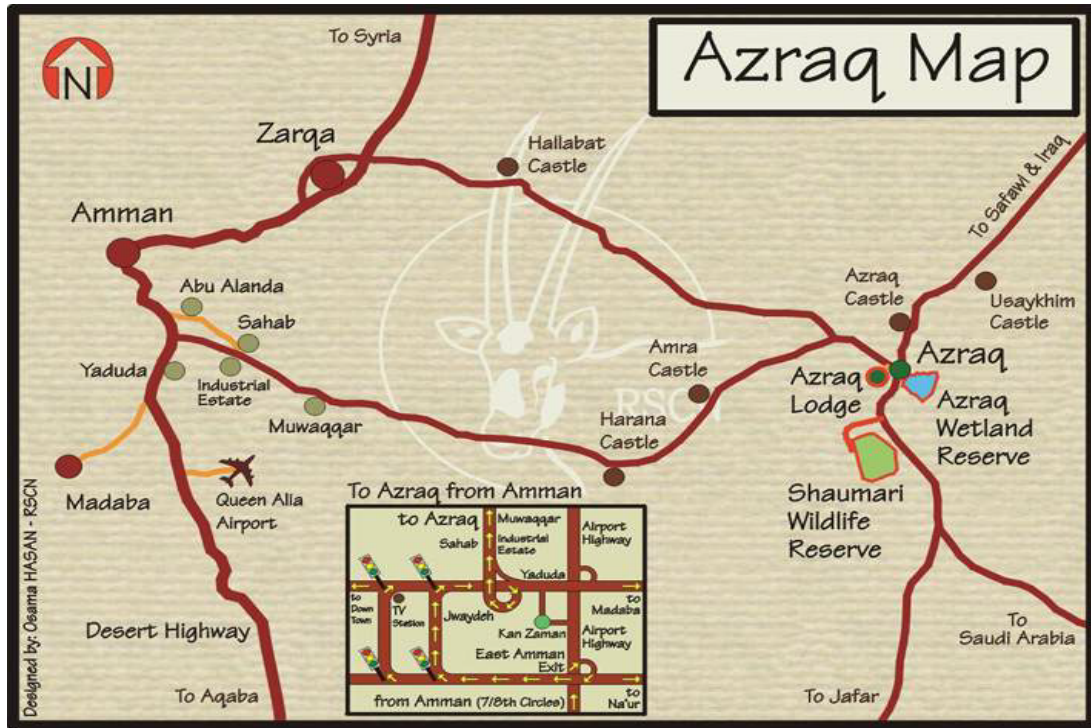 Azraq Map
To Syria
N
Zarqa
Hallabat
Castle
To Safawi & Iraq
Amman
Abu Alanda
Sahab
Azraq
Castle
Usaykhim
Castle
Yaduda
Industrial
Estate
Amra
Castle
Azraq
Azraq
Lodge
RSCN
Muwaqqar
Harana
Castle
Azraq
Wetland
Reserve
Madaba
Queen Alia
Airport
Shaumari
Wildlife
Reserve
To Azraq from Amman
to Azraq
Muwaqqar
Sahab
Industrial
Estate
Airport
Highway
Yaduda
to
Down
Town
TV
Station
Jwaydeh
to
Madaba
Kan Zaman
Airport
Highway
East Amman
Exit
from Amman (7/8th Circles)
to
Na'ur
Desert Highway
To
Saudi Arabia
To Aqaba
To Jafar
Designed by: Osama HASAN - RSCN